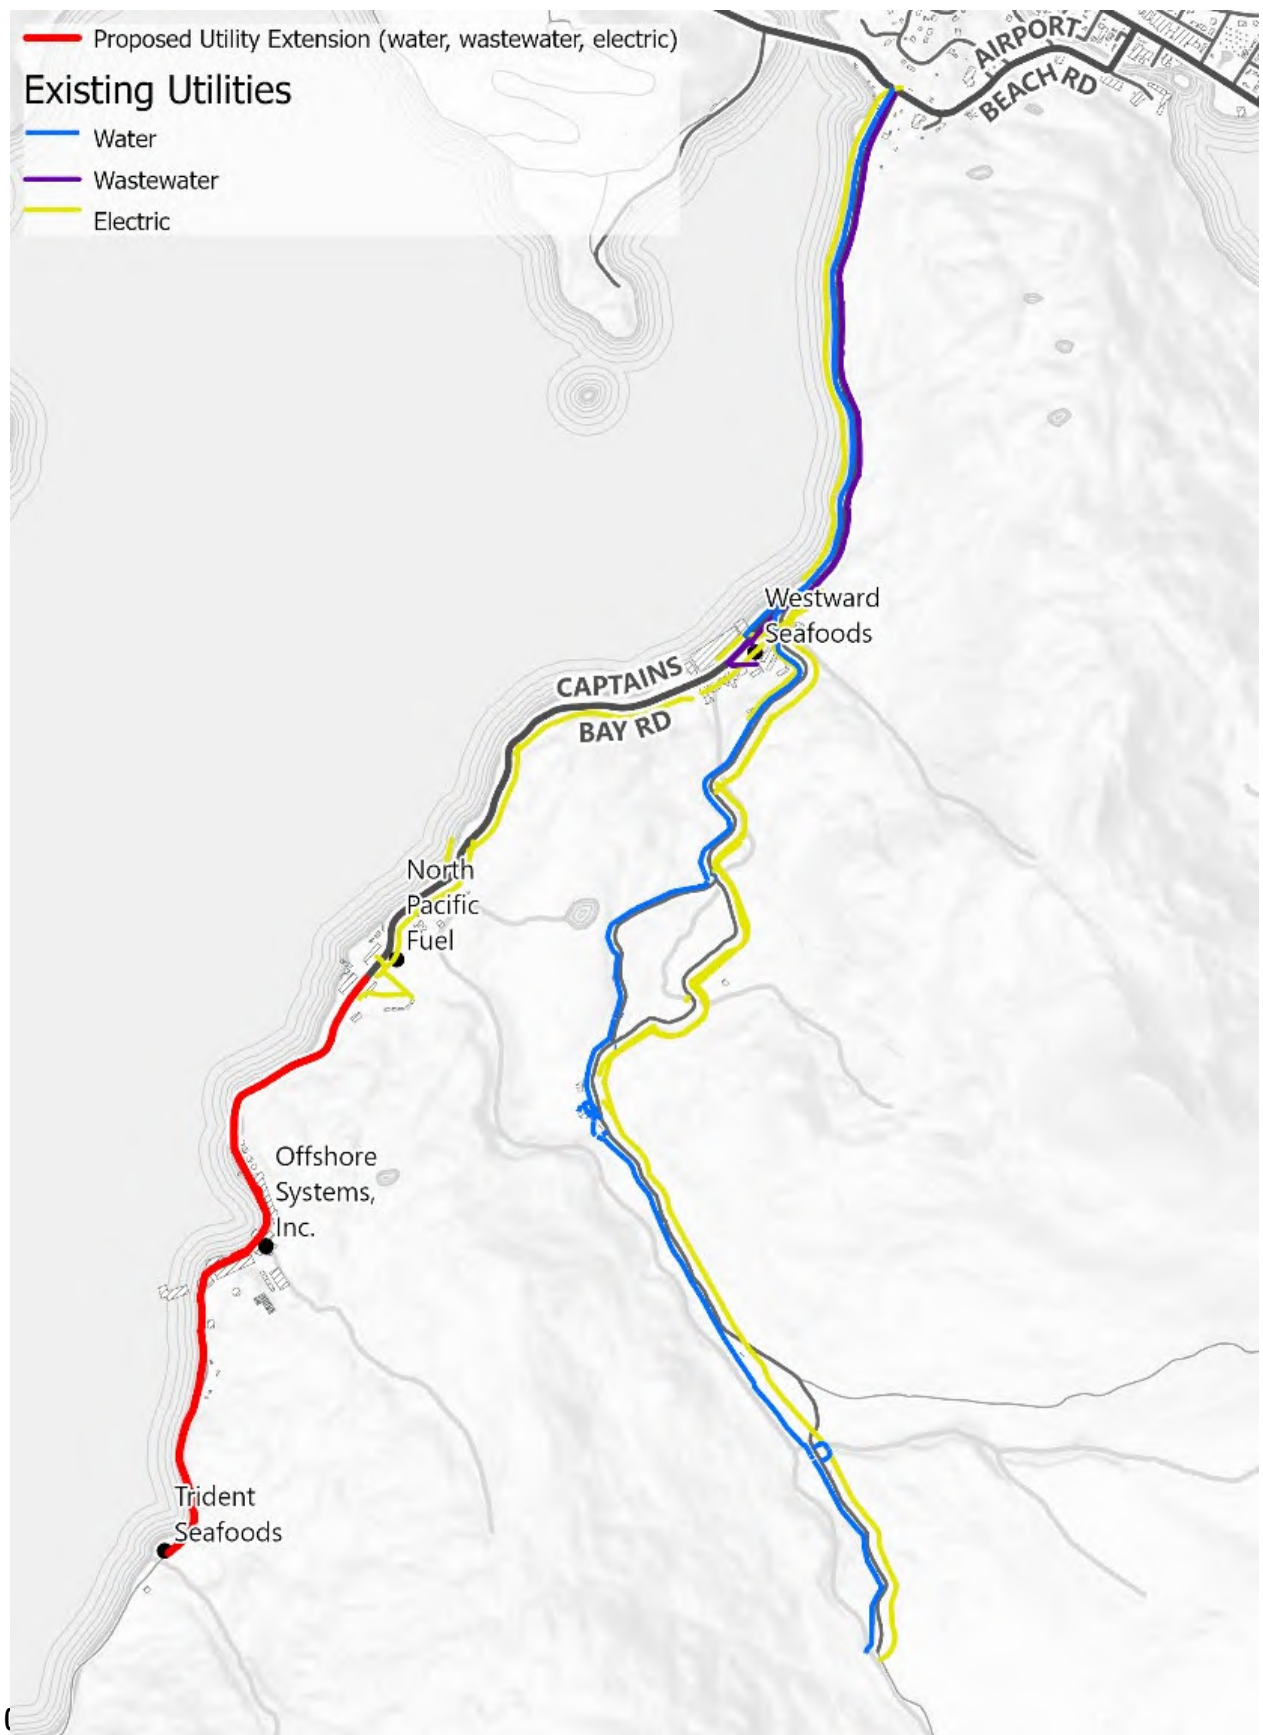 Proposed Utility Extension (water, wastewater, electric)
Existing Utilities
Water
Wastewater
Electric
AIRPORT
BEACH RD
Westward
Seafoods
CAPTAINS
BAY RD
North
Pacific
Fuel
Offshore
Systems,
Inc.
Trident
Seafoods